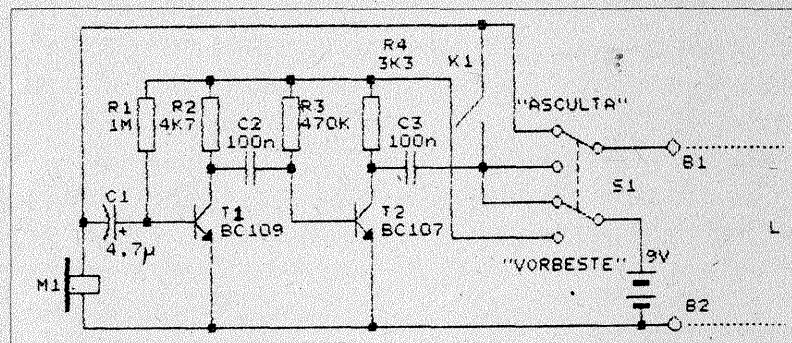 R4
3K3
K1
R1
1M
R2
4K7
C2
100n
R3
470K
C3
100n
"ASCULTA"
B1
S1
C1
+
4.7µ
T1
BC109
T2
BC107
L
"VORBESTE"
9V
M1
B2